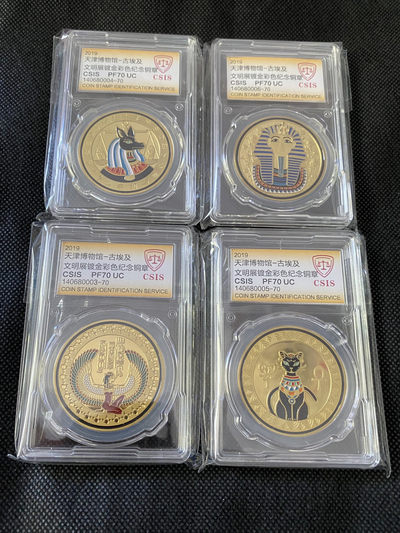 2019
天津博物馆-古埃及
文明展镀金彩色纪念铜章
CSIS PF70 UC
140680004-70
COIN STAMP IDENTIFICATION SERVICE
CSIS
2019
天津博物馆-古埃及
文明展镀金彩色纪念铜章
CSIS PF70 UC
140680006-70
COIN STAMP IDENTIFICATION SERVICE
CSIS
2019
天津博物馆-古埃及
文明展镀金彩色纪念铜章
CSIS PF70 UC
140680003-70
COIN STAMP IDENTIFICATION SERVICE
CSIS
2019
天津博物馆-古埃及
文明展镀金彩色纪念铜章
CSIS PF70 UC
140680005-70
COIN STAMP IDENTIFICATION SERVICE
CSIS